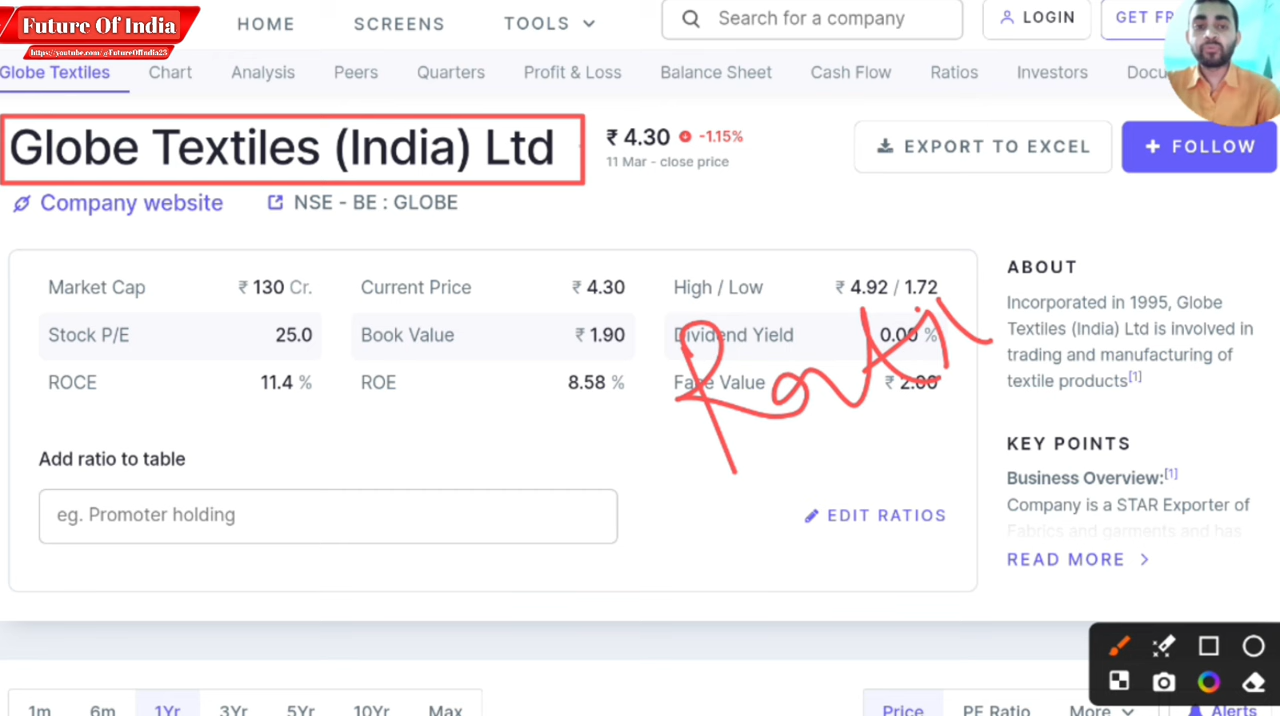 Future Of India
https://youtube.com/@FutureOfIndia23
HOME SCREENS TOOLS
Search for a company
LOGIN
GET FR
Globe Textiles Chart Analysis Peers Quarters Profit & Loss Balance Sheet Cash Flow Ratios Investors Docu
Globe Textiles (India) Ltd
₹ 4.30 -1.15%
11 Mar - close price
EXPORT TO EXCEL
+ FOLLOW
Company website NSE - BE : GLOBE
Market Cap ₹ 130 Cr.
Current Price ₹ 4.30
High / Low ₹ 4.92 / 1.72
Stock P/E 25.0
Book Value ₹ 1.90
Dividend Yield 0.00 %
ROCE 11.4 %
ROE 8.58 %
Face Value ₹ 2.00
Add ratio to table
eg. Promoter holding
EDIT RATIOS
ABOUT
Incorporated in 1995, Globe
Textiles (India) Ltd is involved in
trading and manufacturing of
textile products[1]
KEY POINTS
Business Overview:[1]
Company is a STAR Exporter of
Fabrics and garments and has
READ MORE
1m 6m 1Yr 3Yr 5Yr 10Yr Max
Price PE Ratio More Alerts